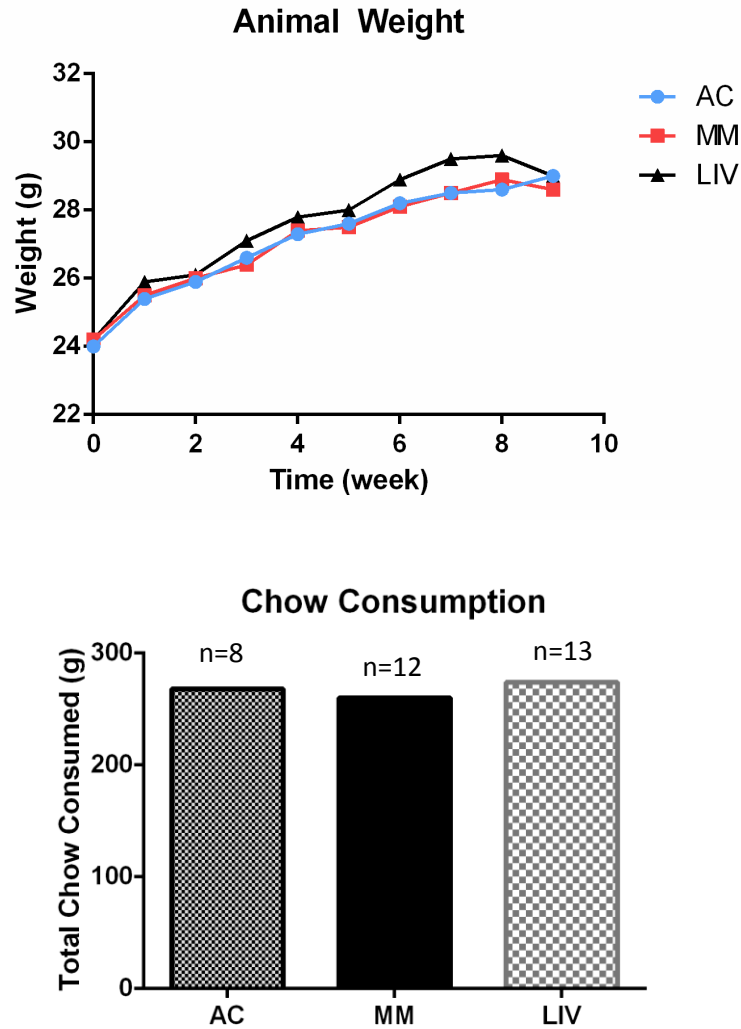 Animal Weight
32
30
28
26
24
22
Weight (g)
0 2 4 6 8 10
Time (week)
AC
MM
LIV
Chow Consumption
300
200
100
0
Total Chow Consumed (g)
n=8
n=12
n=13
AC MM LIV